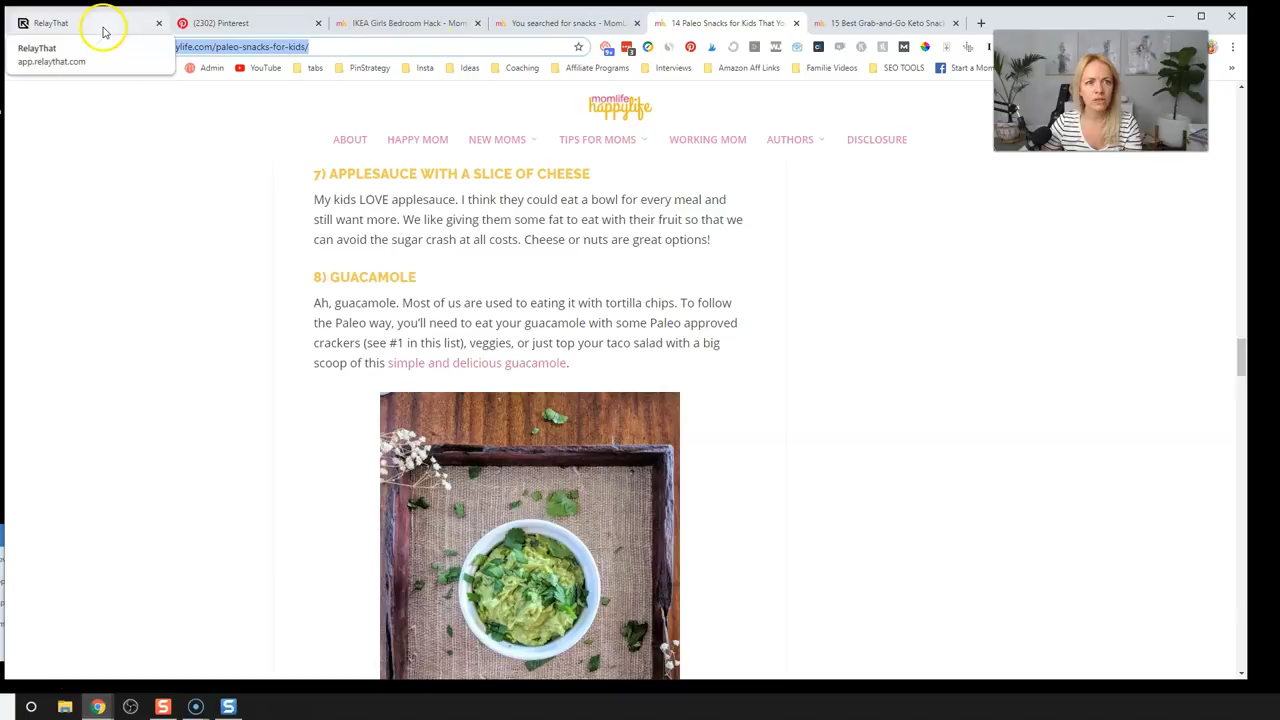 RelayThat
(2302) Pinterest
IKEA Girls Bedroom Hack - Mom
You searched for snacks - MomL
14 Paleo Snacks for Kids That Yo
15 Best Grab-and-Go Keto Snack
RelayThat
app.relaythat.com
ylife.com/paleo-snacks-for-kids/
Admin
YouTube
tabs
PinStrategy
Insta
Ideas
Coaching
Affiliate Programs
Interviews
Amazon Aff Links
Familie Videos
SEO TOOLS
Start a Mom
momlife
happylife
ABOUT
HAPPY MOM
NEW MOMS
TIPS FOR MOMS
WORKING MOM
AUTHORS
DISCLOSURE
7) APPLESAUCE WITH A SLICE OF CHEESE
My kids LOVE applesauce. I think they could eat a bowl for every meal and
still want more. We like giving them some fat to eat with their fruit so that we
can avoid the sugar crash at all costs. Cheese or nuts are great options!
8) GUACAMOLE
Ah, guacamole. Most of us are used to eating it with tortilla chips. To follow
the Paleo way, you’ll need to eat your guacamole with some Paleo approved
crackers (see #1 in this list), veggies, or just top your taco salad with a big
scoop of this simple and delicious guacamole.